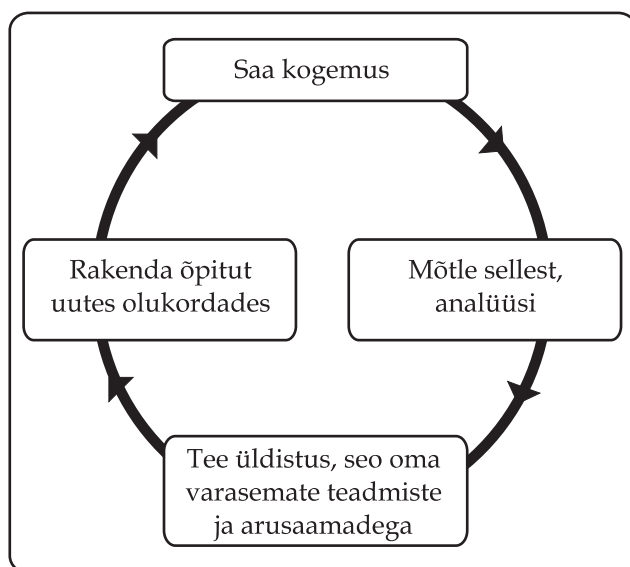 Saa kogemus
Mõtle sellest,
analüüsi
Tee üldistus, seo oma
varasemate teadmiste
ja arusaamadega
Rakenda õpitut
uutes olukordades